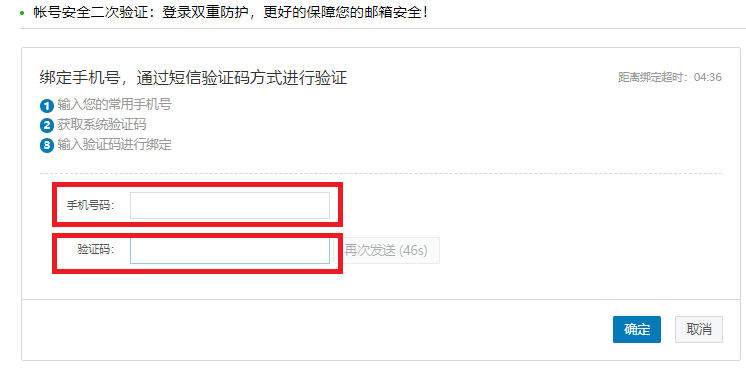 • 帐号安全二次验证：登录双重防护，更好的保障您的邮箱安全！
绑定手机号，通过短信验证码方式进行验证 距离绑定超时：04:36
1 输入您的常用手机号
2 获取系统验证码
3 输入验证码进行绑定
手机号码：
验证码： 再次发送 (46s)
确定 取消